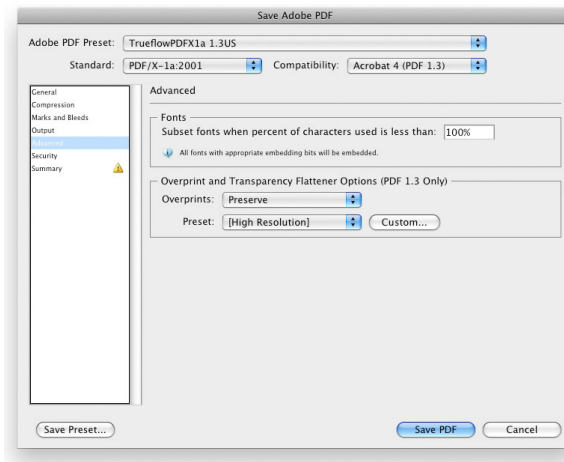 Save Adobe PDF
Adobe PDF Preset: TrueflowPDFX1a 1.3US
Standard: PDF/X-1a:2001 Compatibility: Acrobat 4 (PDF 1.3)
General
Compression
Marks and Bleeds
Output
Advanced
Security
Summary
Advanced
Fonts
Subset fonts when percent of characters used is less than: 100%
All fonts with appropriate embedding bits will be embedded.
Overprint and Transparency Flattener Options (PDF 1.3 Only)
Overprints: Preserve
Preset: [High Resolution] Custom...
Save Preset... Save PDF Cancel